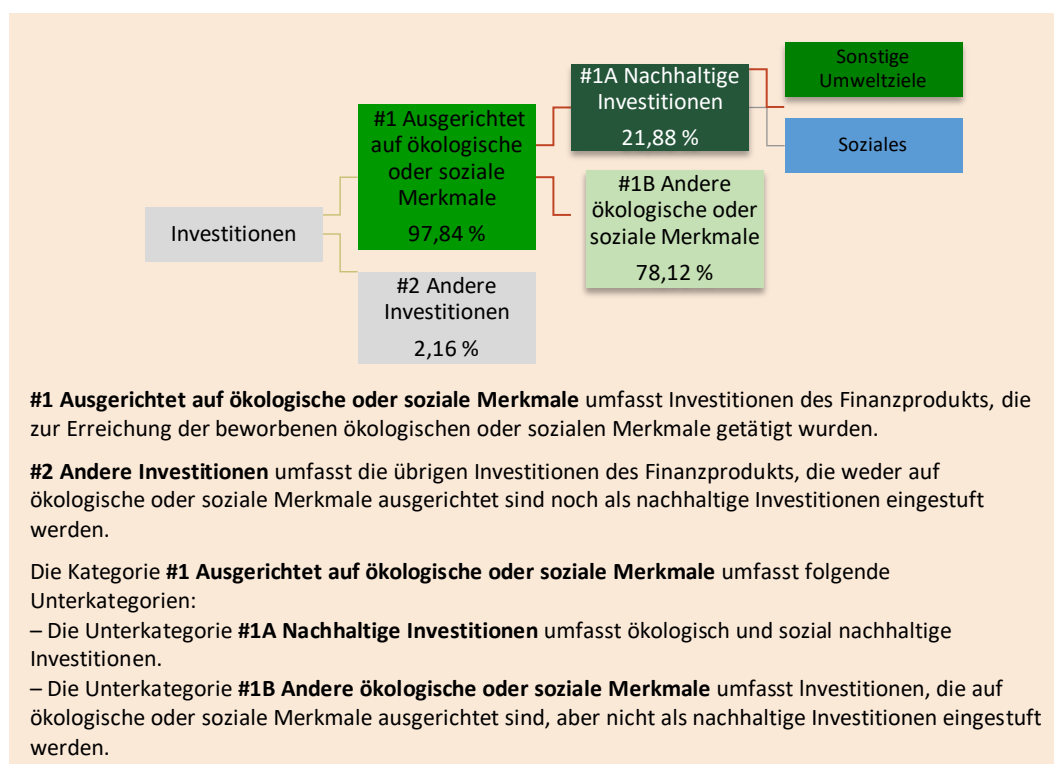 Sonstige
Umweltziele
#1A Nachhaltige
Investitionen
21,88 %
#1 Ausgerichtet
auf ökologische
oder soziale
Merkmale
97,84 %
Soziales
#1B Andere
ökologische oder
soziale Merkmale
78,12 %
Investitionen
#2 Andere
Investitionen
2,16 %
#1 Ausgerichtet auf ökologische oder soziale Merkmale umfasst Investitionen des Finanzprodukts, die
zur Erreichung der beworbenen ökologischen oder sozialen Merkmale getätigt wurden.
#2 Andere Investitionen umfasst die übrigen Investitionen des Finanzprodukts, die weder auf
ökologische oder soziale Merkmale ausgerichtet sind noch als nachhaltige Investitionen eingestuft
werden.
Die Kategorie #1 Ausgerichtet auf ökologische oder soziale Merkmale umfasst folgende
Unterkategorien:
– Die Unterkategorie #1A Nachhaltige Investitionen umfasst ökologisch und sozial nachhaltige
Investitionen.
– Die Unterkategorie #1B Andere ökologische oder soziale Merkmale umfasst Investitionen, die auf
ökologische oder soziale Merkmale ausgerichtet sind, aber nicht als nachhaltige Investitionen eingestuft
werden.